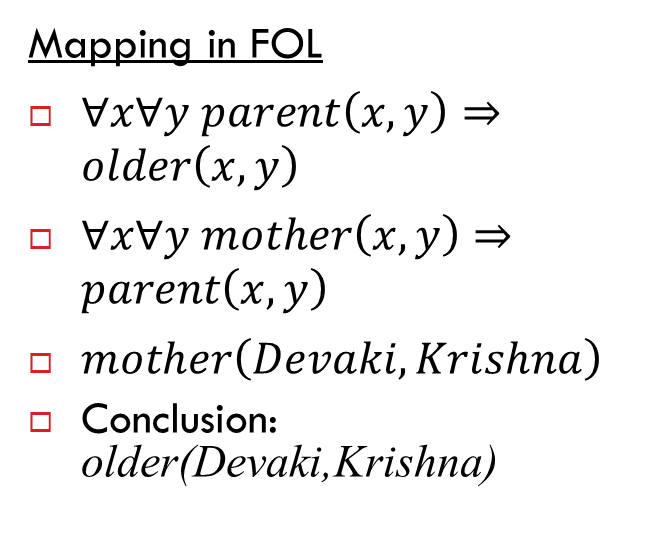 Mapping in FOL
∀x∀y parent(x, y) ⇒
older(x, y)
∀x∀y mother(x, y) ⇒
parent(x, y)
mother(Devaki, Krishna)
Conclusion:
older(Devaki,Krishna)